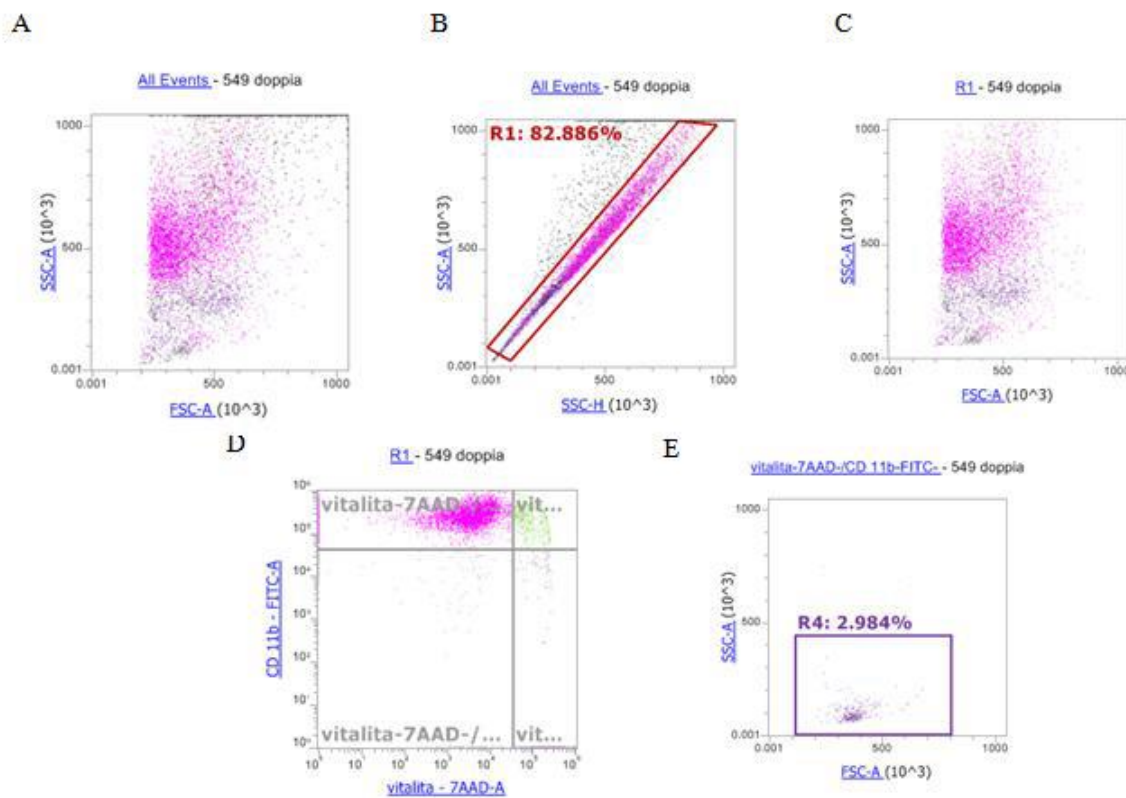 A
B
C
All Events - 549 doppia
All Events - 549 doppia
R1 - 549 doppia
1000
500
0.001
SSC-A (10^3)
0.001
500
1000
FSC-A (10^3)
R1: 82.886%
1000
500
0.001
SSC-A (10^3)
0.001
500
1000
SSC-H (10^3)
1000
500
0.001
SSC-A (10^3)
0.001
500
1000
FSC-A (10^3)
D
E
R1 - 549 doppia
vitalita-7AAD-/CD 11b-FITC- - 549 doppia
vit...
CD 11b - FITC-A
vitalita-7AAD-/...
vit...
vitalita - 7AAD-A
R4: 2.984%
1000
500
0.001
SSC-A (10^3)
0.001
500
1000
FSC-A (10^3)